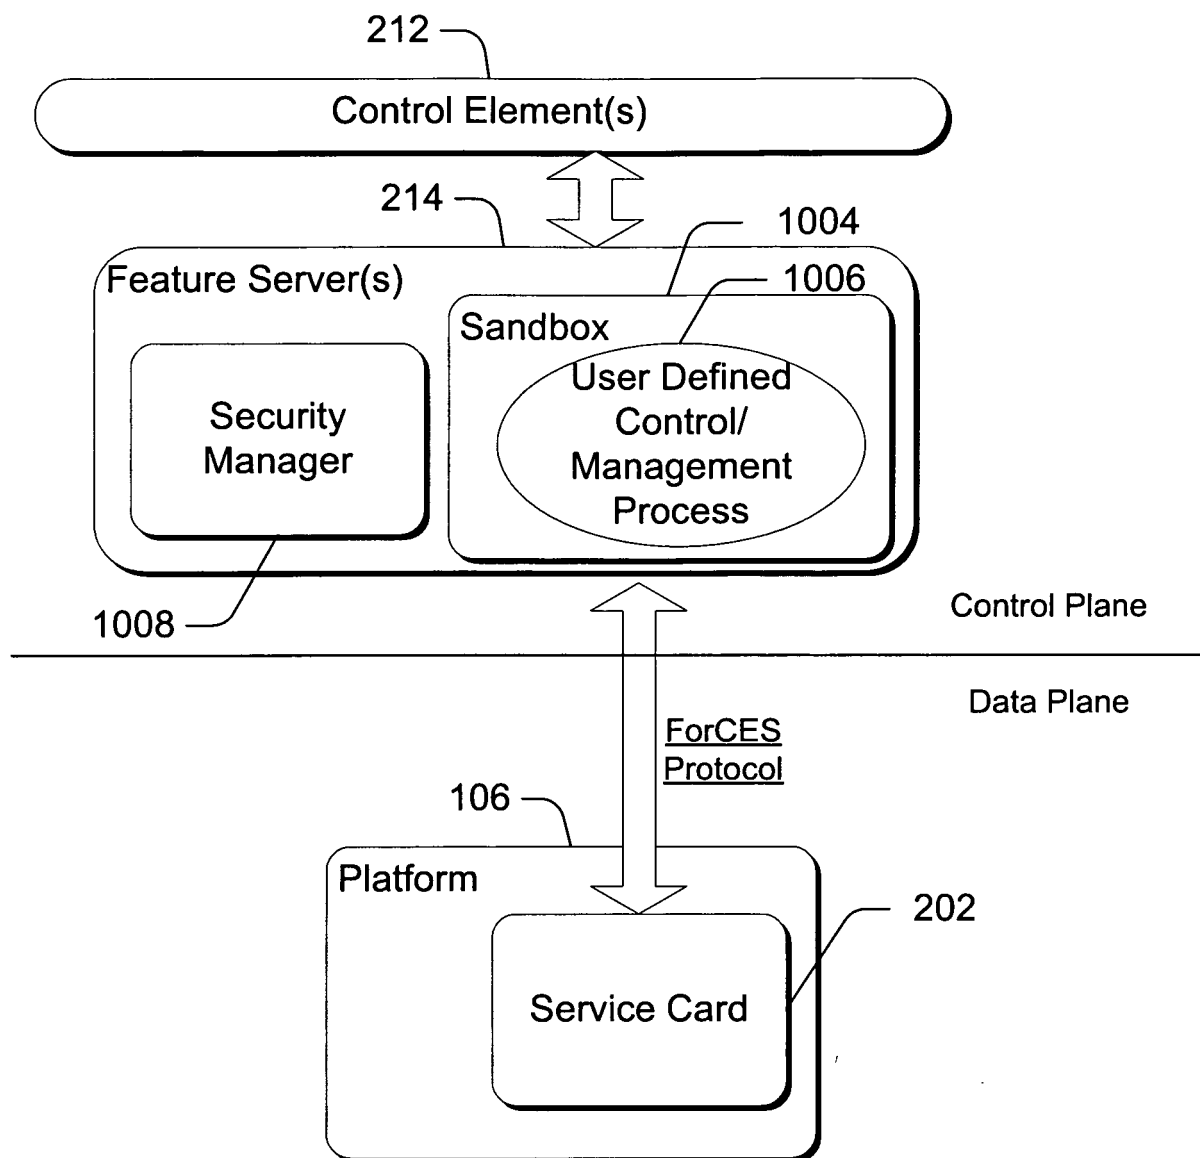 212
Control Element(s)
214
1004
Feature Server(s)
1006
Sandbox
User Defined
Control/
Management
Process
Security
Manager
1008
Control Plane
Data Plane
ForCES
Protocol
106
Platform
202
Service Card